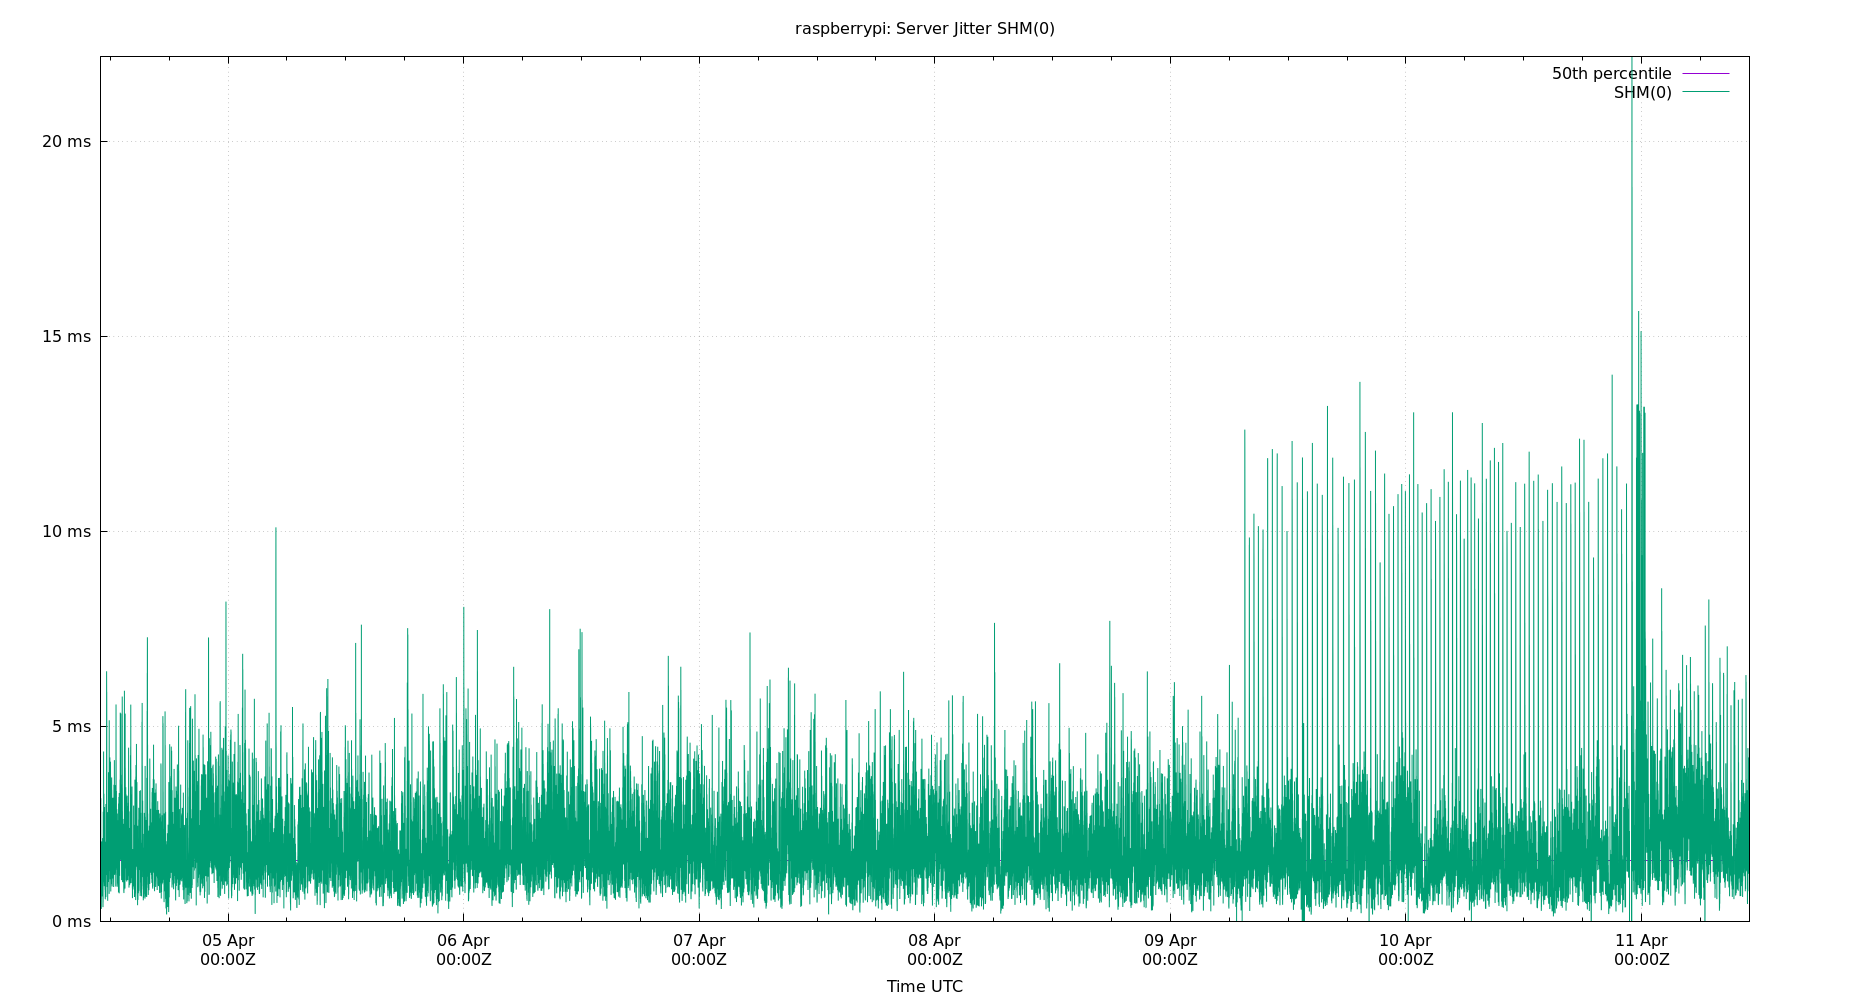 raspberrypi: Server Jitter SHM(0)
50th percentile
SHM(0)
20 ms
15 ms
10 ms
5 ms
0 ms
05 Apr
00:00Z
06 Apr
00:00Z
07 Apr
00:00Z
08 Apr
00:00Z
09 Apr
00:00Z
10 Apr
00:00Z
11 Apr
00:00Z
Time UTC